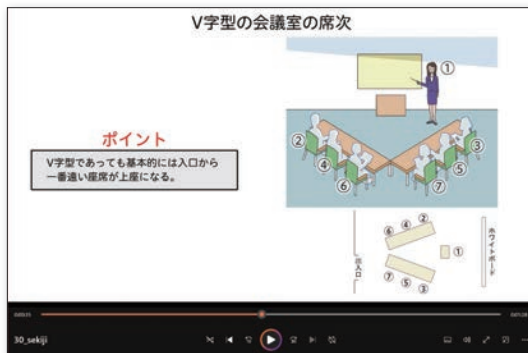 V字型の会議室の席次
①
ポイント
V字型であっても基本的には入口から
一番遠い座席が上座になる。
②
③
④
⑤
⑥
⑦
②
④
⑥
①
⑦
⑤
③
出入口
ホワイトボード
30_sekiji